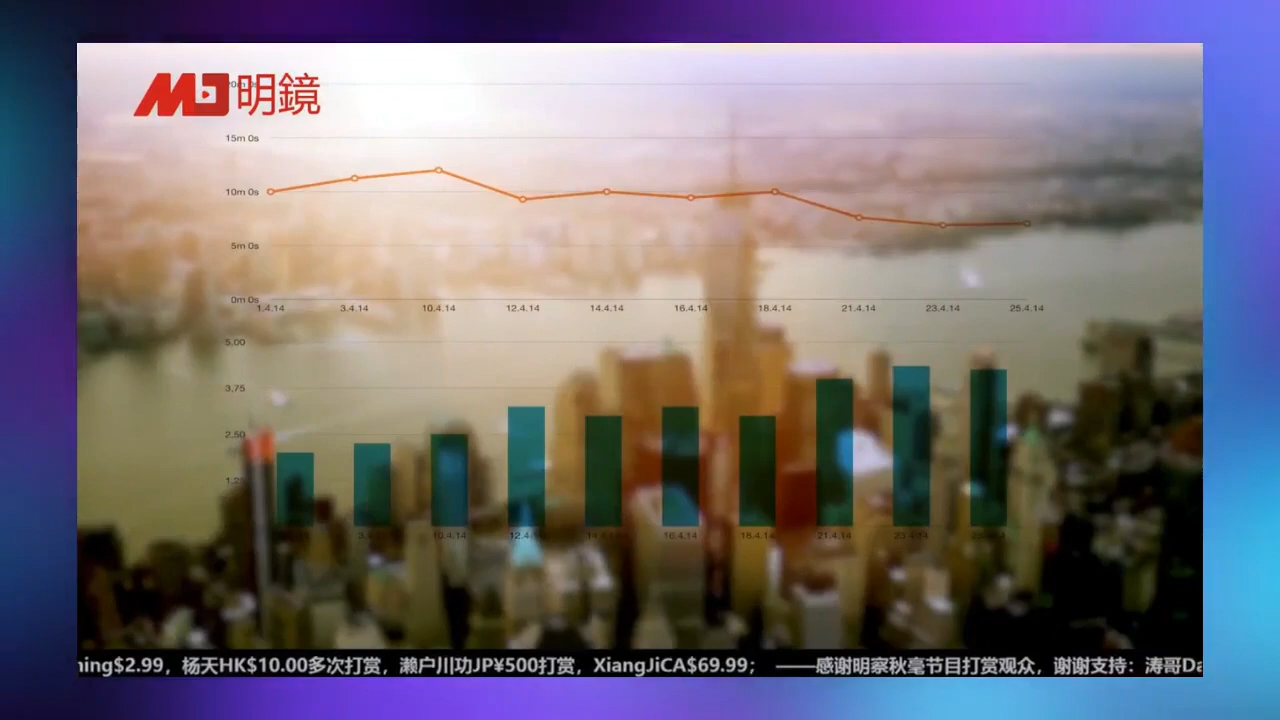 明鏡
15m 0s
10m 0s
5m 0s
0m 0s
1.4.14 3.4.14 10.4.14 12.4.14 14.4.14 16.4.14 18.4.14 21.4.14 23.4.14 25.4.14
5,00
3,75
2,50
10.4.14 16.4.14 18.4.14 21.4.14
ning$2.99，杨天HK$10.00多次打赏，濑户川功JP¥500打赏，XiangJiCA$69.99； ——感谢明察秋毫节目打赏观众，谢谢支持：涛哥Da